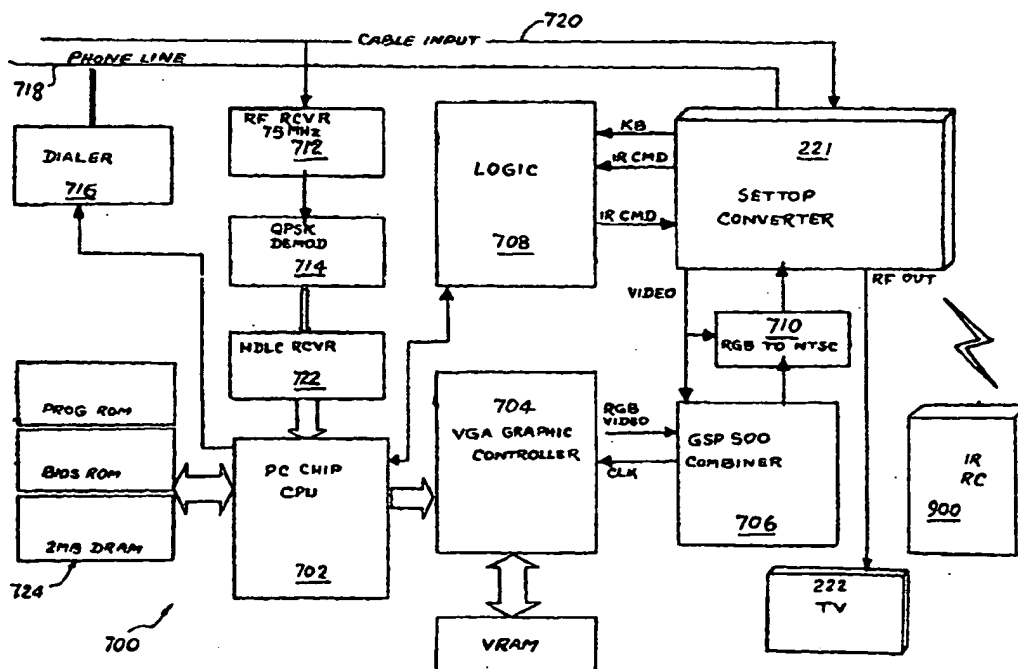 720
CABLE INPUT
PHONE LINE
718
DIALER
716
RF RCVR
75 MHz
712
QPSK
DEMOD
714
HDLC RCVR
722
LOGIC
708
KB
IR CMD
IR CMD
221
SETTOP
CONVERTER
VIDEO
RF OUT
710
RGB TO NTSC
PROG ROM
BIOS ROM
2MB DRAM
724
PC CHIP
CPU
702
704
VGA GRAPHIC
CONTROLLER
RGB
VIDEO
CLK
GSP 500
COMBINER
706
IR
RC
900
222
TV
700
VRAM